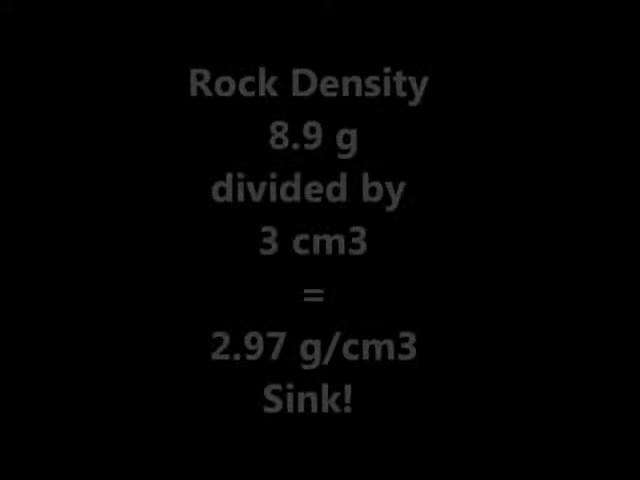 Rock Density
8.9 g
divided by
3 cm3
=
2.97 g/cm3
Sink!